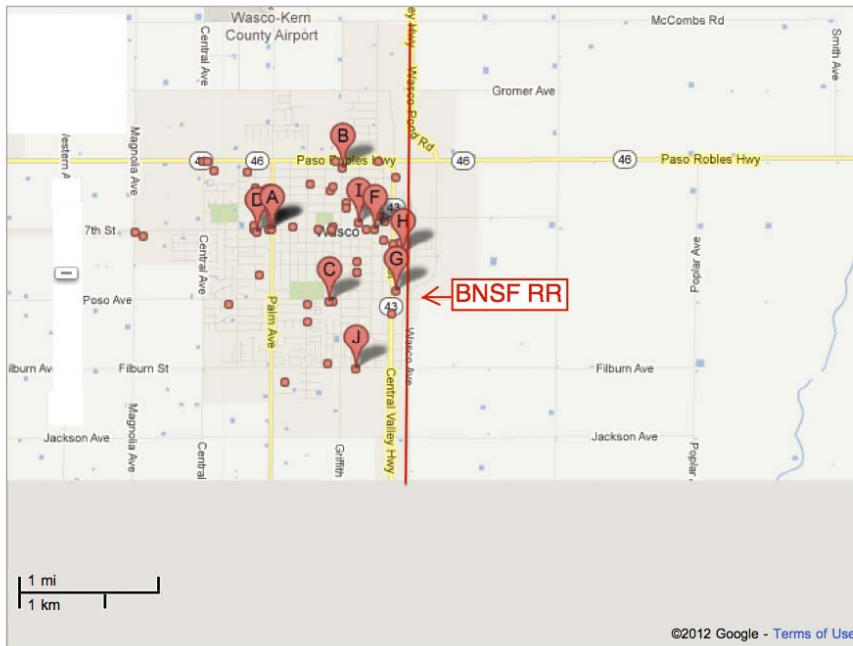 Wasco-Kern
County Airport
Central Ave
ey Hwy
McCombs Rd
Smith Ave
Wasco Pond Rd
Gromer Ave
Western A
Magnolia Ave
B
46
Paso Robles Hwy
46
46
Paso Robles Hwy
D
A
I
F
43
H
7th St
Wasco
Central Ave
G
C
Poplar Ave
BNSF RR
Poso Ave
43
Palm Ave
J
Wasco Ave
ilburn Ave
Filburn St
Filburn Ave
Central Valley Hwy
Magnolia Ave
Jackson Ave
Central
Griffith
Jackson Ave
Poplar
1 mi
1 km
©2012 Google - Terms of Use